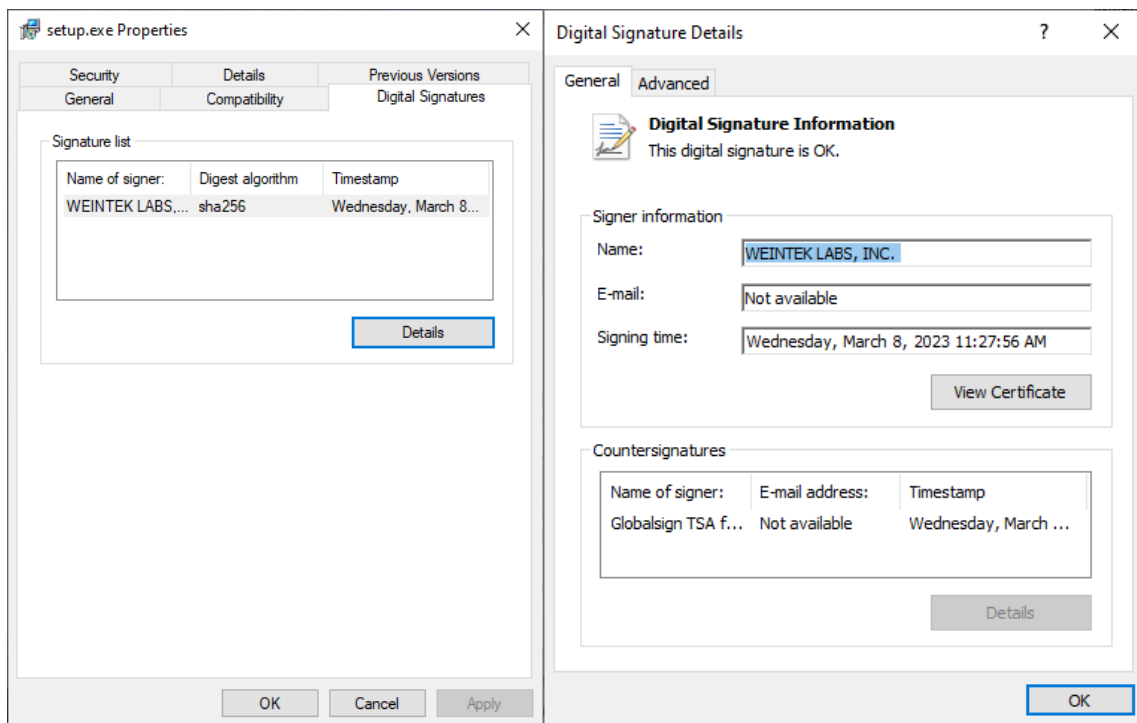 setup.exe Properties
Security Details Previous Versions
General Compatibility Digital Signatures
Signature list
Name of signer: Digest algorithm Timestamp
WEINTEK LABS,... sha256 Wednesday, March 8...
Details
OK Cancel Apply
Digital Signature Details ?
General Advanced
Digital Signature Information
This digital signature is OK.
Signer information
Name: WEINTEK LABS, INC.
E-mail: Not available
Signing time: Wednesday, March 8, 2023 11:27:56 AM
View Certificate
Countersignatures
Name of signer: E-mail address: Timestamp
Globalsign TSA f... Not available Wednesday, March ...
Details
OK